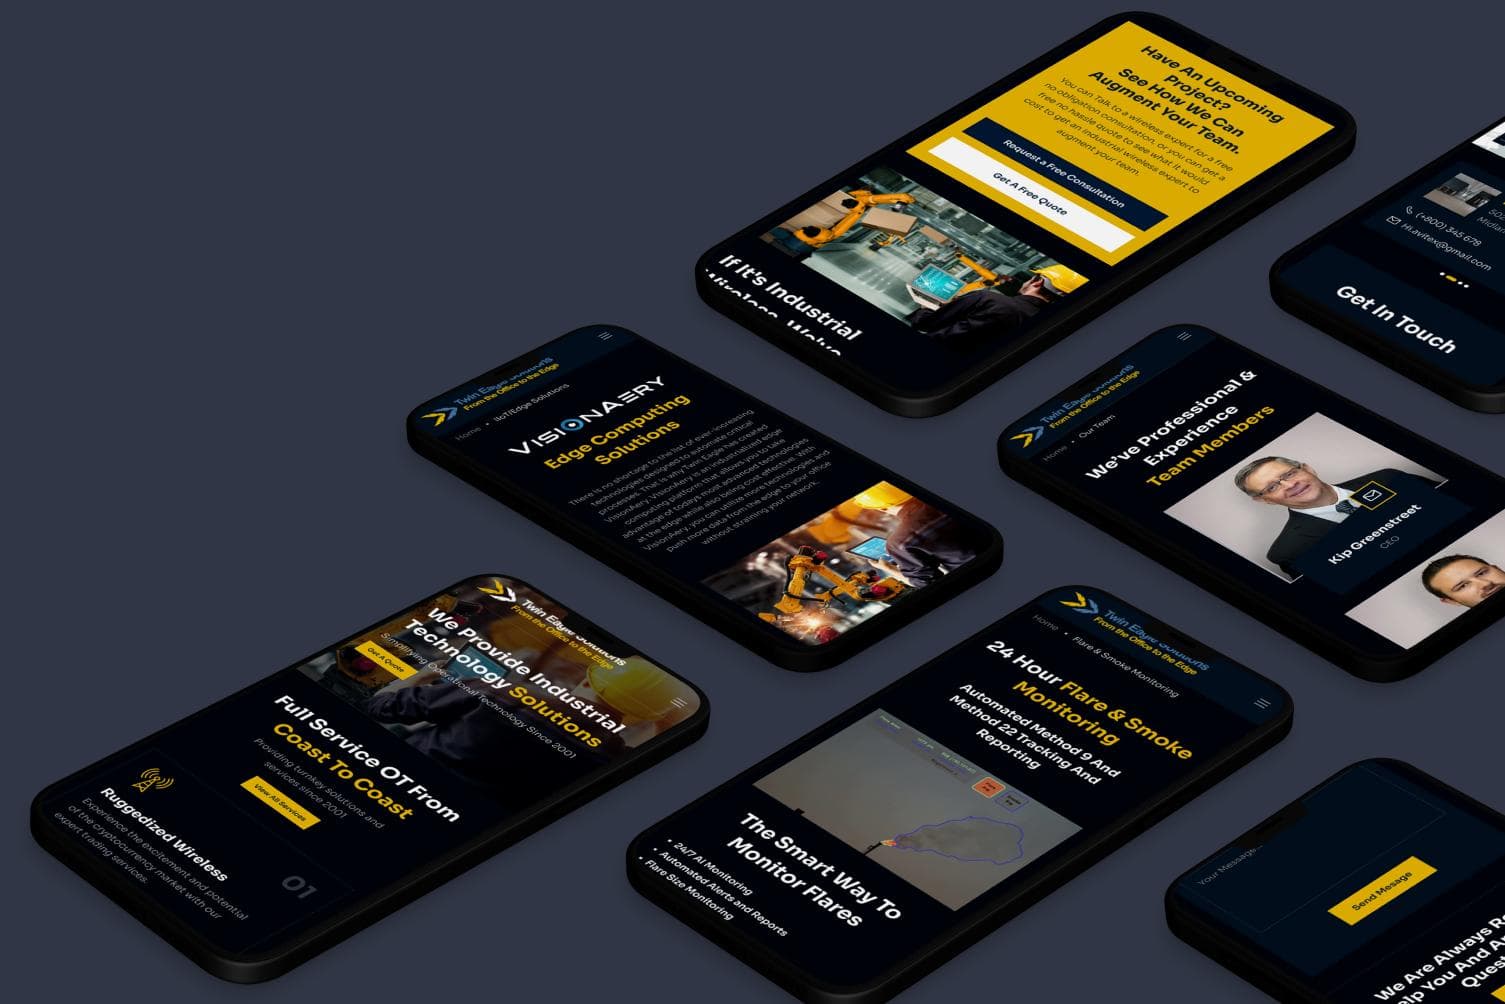 Have An Upcoming
Project?
See How We Can
Augment Your Team.
You can Talk to a wireless expert for a free
no obligation consultation, or you can get a
free no hassle quote to see what it would
cost to get an industrial wireless expert to
augment your team.
Request a Free Consultation
Get A Free Quote
If It's Industrial
Wireless, We've
(+800) 345 678
Hi.avitex@gmail.com
Get In Touch
Twin Eagle Solutions
From the Office to the Edge
Home • IIoT/Edge Solutions
VISIONAERY
Edge Computing
Solutions
There is no shortage to the list of ever-increasing
technologies designed to automate critical
processes. That is why Twin Eagle has created
VisionAery. VisionAery is an industrialized edge
computing platform that allows you to take
advantage of todays most advanced technologies
at the edge while also being cost effective. With
VisionAery, you can utilize more technologies and
push more data from the edge to your office
without straining your network.
Twin Eagle Solutions
From the Office to the Edge
Home • Our Team
We've Professional &
Experience
Team Members
Kip Greenstreet
CEO
Twin Eagle Solutions
From the Office to the Edge
We Provide Industrial
Technology Solutions
Simplifying Operational Technology Since 2001
Get A Quote
Full Service OT From
Coast To Coast
Providing turnkey solutions and
services since 2001
View All Services
Ruggedized Wireless
Experience the excitement and potential
of the cryptocurrency market with our
expert trading services.
01
Twin Eagle Solutions
From the Office to the Edge
Home • Flare & Smoke Monitoring
24 Hour Flare & Smoke
Monitoring
Automated Method 9 And
Method 22 Tracking And
Reporting
The Smart Way To
Monitor Flares
• 24/7 AI Monitoring
• Automated Alerts and Reports
• Flare Size Monitoring
Your Message...
Send Mesage
We Are Always
You And